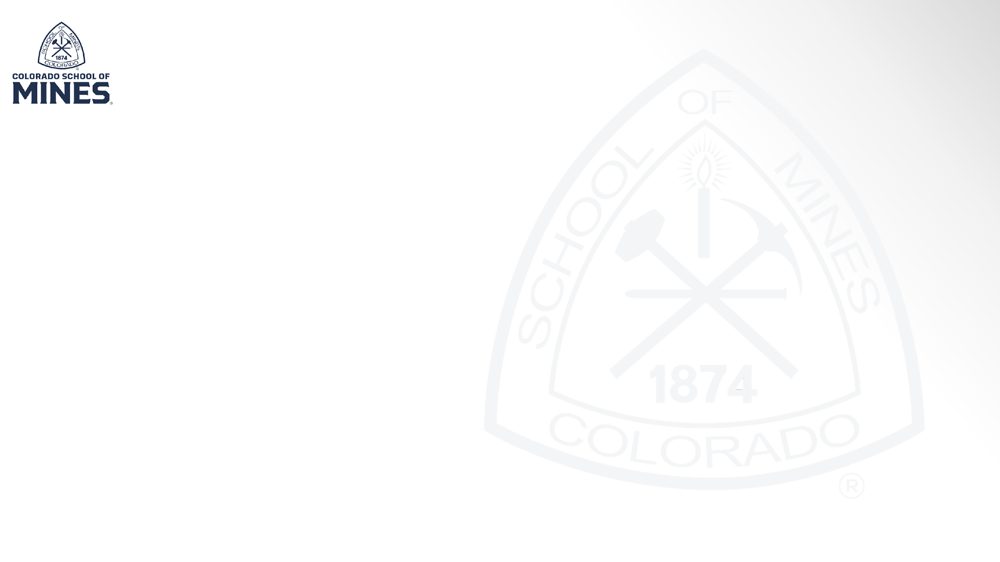 SCHOOL OF MINES
1874
COLORADO
®
COLORADO SCHOOL OF
MINES®
SCHOOL OF MINES
1874
COLORADO
®